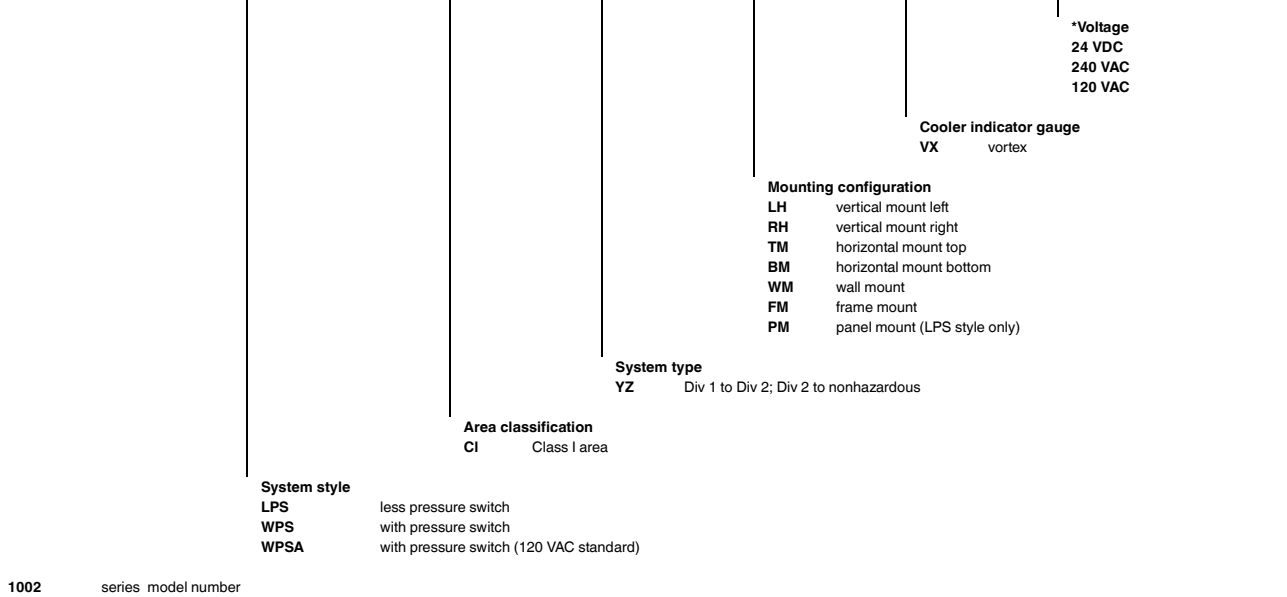 *Voltage
24 VDC
240 VAC
120 VAC
Cooler indicator gauge
VX vortex
Mounting configuration
LH vertical mount left
RH vertical mount right
TM horizontal mount top
BM horizontal mount bottom
WM wall mount
FM frame mount
PM panel mount (LPS style only)
System type
YZ Div 1 to Div 2; Div 2 to nonhazardous
Area classification
CI Class I area
System style
LPS less pressure switch
WPS with pressure switch
WPSA with pressure switch (120 VAC standard)
1002 series model number